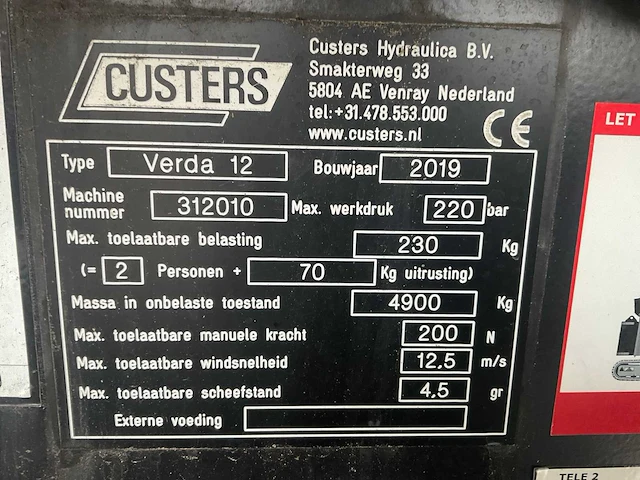 CUSTERS
Custers Hydraulica B.V.
Smakterweg 33
5804 AE Venray Nederland
tel:+31.478.553.000
www.custers.nl
CE
Type Verda 12 Bouwjaar 2019
Machine nummer 312010 Max. werkdruk 220 bar
Max. toelaatbare belasting 230 Kg
(= 2 Personen + 70 Kg uitrusting)
Massa in onbelaste toestand 4900 Kg
Max. toelaatbare manuele kracht 200 N
Max. toelaatbare windsnelheid 12.5 m/s
Max. toelaatbare scheefstand 4.5 gr
Externe voeding
LET
TELE 2